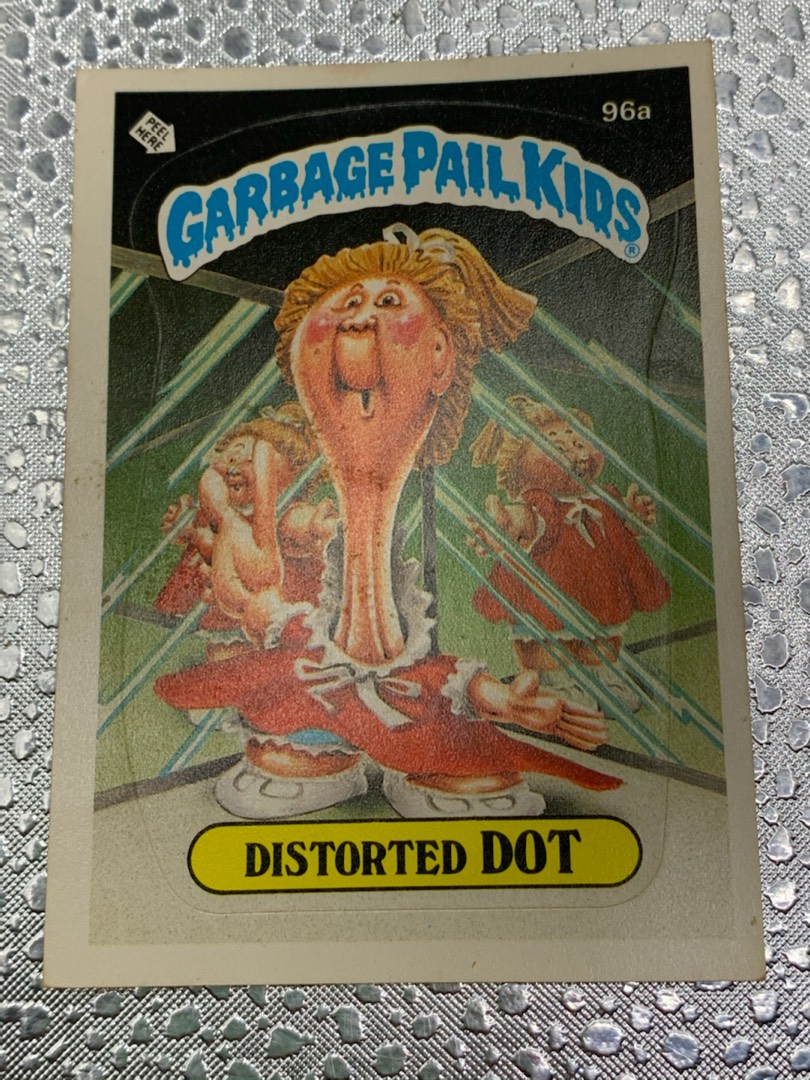 PEEL
HERE
96a
GARBAGE PAIL KIDS
®
DISTORTED DOT